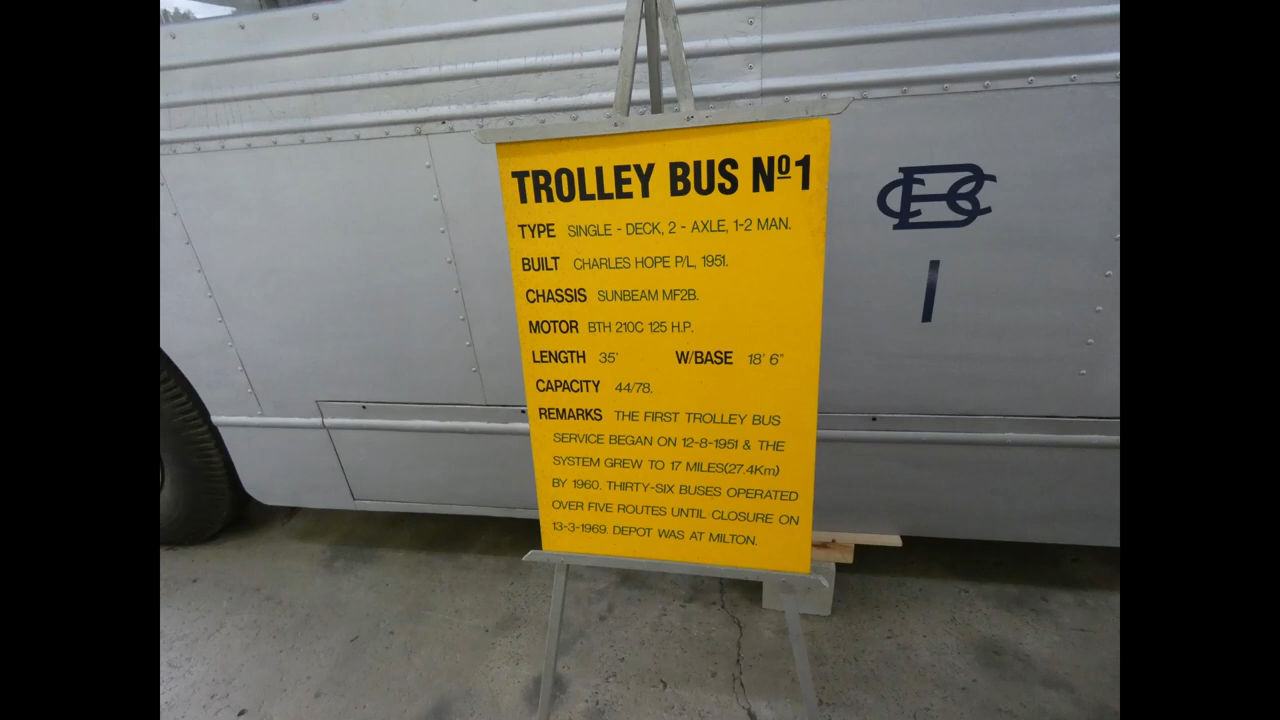 TROLLEY BUS Nº1
TYPE SINGLE - DECK, 2 - AXLE, 1-2 MAN.
BUILT CHARLES HOPE P/L, 1951.
CHASSIS SUNBEAM MF2B.
MOTOR BTH 210C 125 H.P.
LENGTH 35' W/BASE 18' 6"
CAPACITY 44/78.
REMARKS THE FIRST TROLLEY BUS
SERVICE BEGAN ON 12-8-1951 & THE
SYSTEM GREW TO 17 MILES(27.4Km)
BY 1960. THIRTY-SIX BUSES OPERATED
OVER FIVE ROUTES UNTIL CLOSURE ON
13-3-1969. DEPOT WAS AT MILTON.
BCC
1